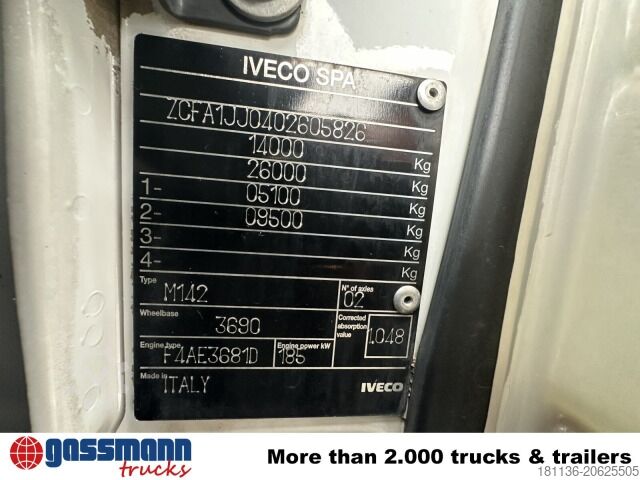 IVECO SPA
ZCFA1JJ0402605826
14000 Kg
26000 Kg
1- 05100 Kg
2- 09500 Kg
3- Kg
4- Kg
Type M142 N° of axles 02
Wheelbase 3690 Corrected absorption value 1.048
Engine type F4AE3681D Engine power kW 185
Made in ITALY IVECO
gassmann trucks
More than 2.000 trucks & trailers
181136-20625505